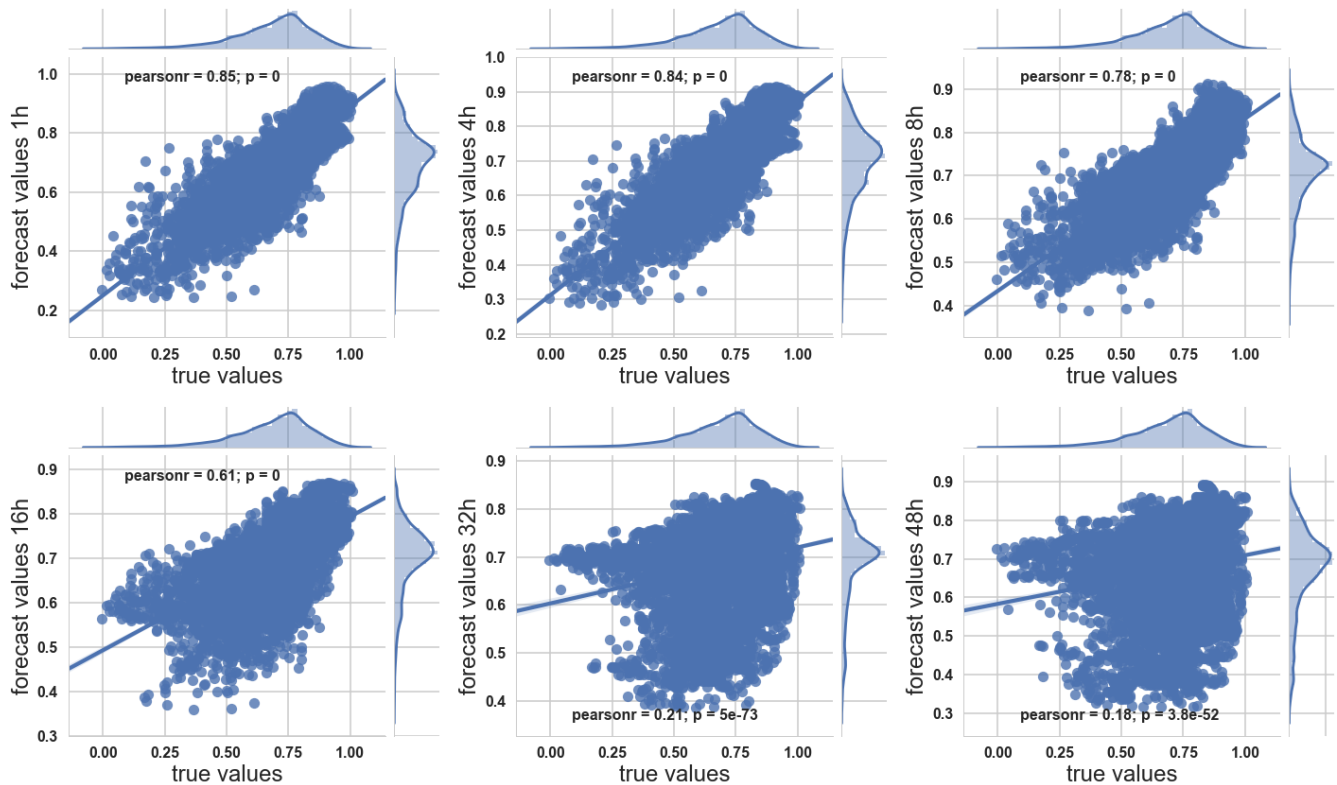 pearsonr = 0.85; p = 0
forecast values 1h
1.0
0.8
0.6
0.4
0.2
0.00 0.25 0.50 0.75 1.00
true values
pearsonr = 0.84; p = 0
forecast values 4h
1.0
0.9
0.8
0.7
0.6
0.5
0.4
0.3
0.2
0.00 0.25 0.50 0.75 1.00
true values
pearsonr = 0.78; p = 0
forecast values 8h
0.9
0.8
0.7
0.6
0.5
0.4
0.00 0.25 0.50 0.75 1.00
true values
pearsonr = 0.61; p = 0
forecast values 16h
0.9
0.8
0.7
0.6
0.5
0.4
0.3
0.00 0.25 0.50 0.75 1.00
true values
forecast values 32h
0.9
0.8
0.7
0.6
0.5
0.4
pearsonr = 0.21; p = 5e-73
0.00 0.25 0.50 0.75 1.00
true values
forecast values 48h
0.9
0.8
0.7
0.6
0.5
0.4
0.3
pearsonr = 0.18; p = 3.8e-52
0.00 0.25 0.50 0.75 1.00
true values